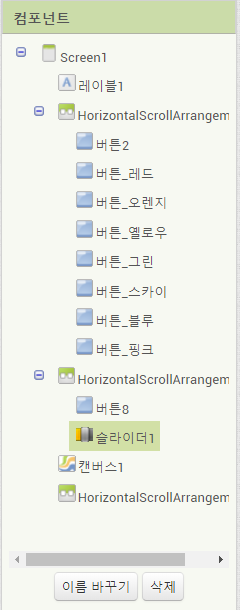 컴포넌트
Screen1
레이블1
HorizontalScrollArrangem
버튼2
버튼_레드
버튼_오렌지
버튼_옐로우
버튼_그린
버튼_스카이
버튼_블루
버튼_핑크
HorizontalScrollArrangem
버튼8
슬라이더1
캔버스1
HorizontalScrollArrangem
이름 바꾸기 삭제